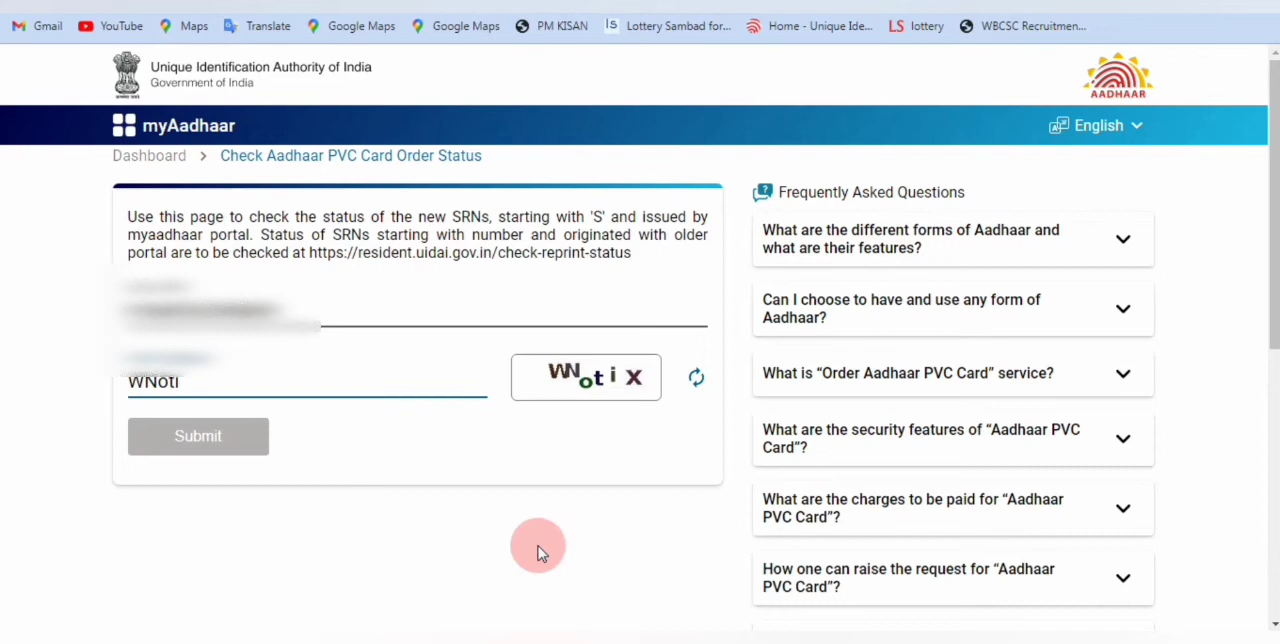 Gmail YouTube Maps Translate Google Maps Google Maps PM KISAN Lottery Sambad for... Home - Unique Ide... LS lottery WBCSC Recruitmen...
Unique Identification Authority of India
Government of India
AADHAAR
myAadhaar
English
Dashboard > Check Aadhaar PVC Card Order Status
Use this page to check the status of the new SRNs, starting with 'S' and issued by
myaadhaar portal. Status of SRNs starting with number and originated with older
portal are to be checked at https://resident.uidai.gov.in/check-reprint-status
WNoti
WNotiX
Submit
Frequently Asked Questions
What are the different forms of Aadhaar and
what are their features?
Can I choose to have and use any form of
Aadhaar?
What is “Order Aadhaar PVC Card” service?
What are the security features of “Aadhaar PVC
Card”?
What are the charges to be paid for “Aadhaar
PVC Card”?
How one can raise the request for “Aadhaar
PVC Card”?